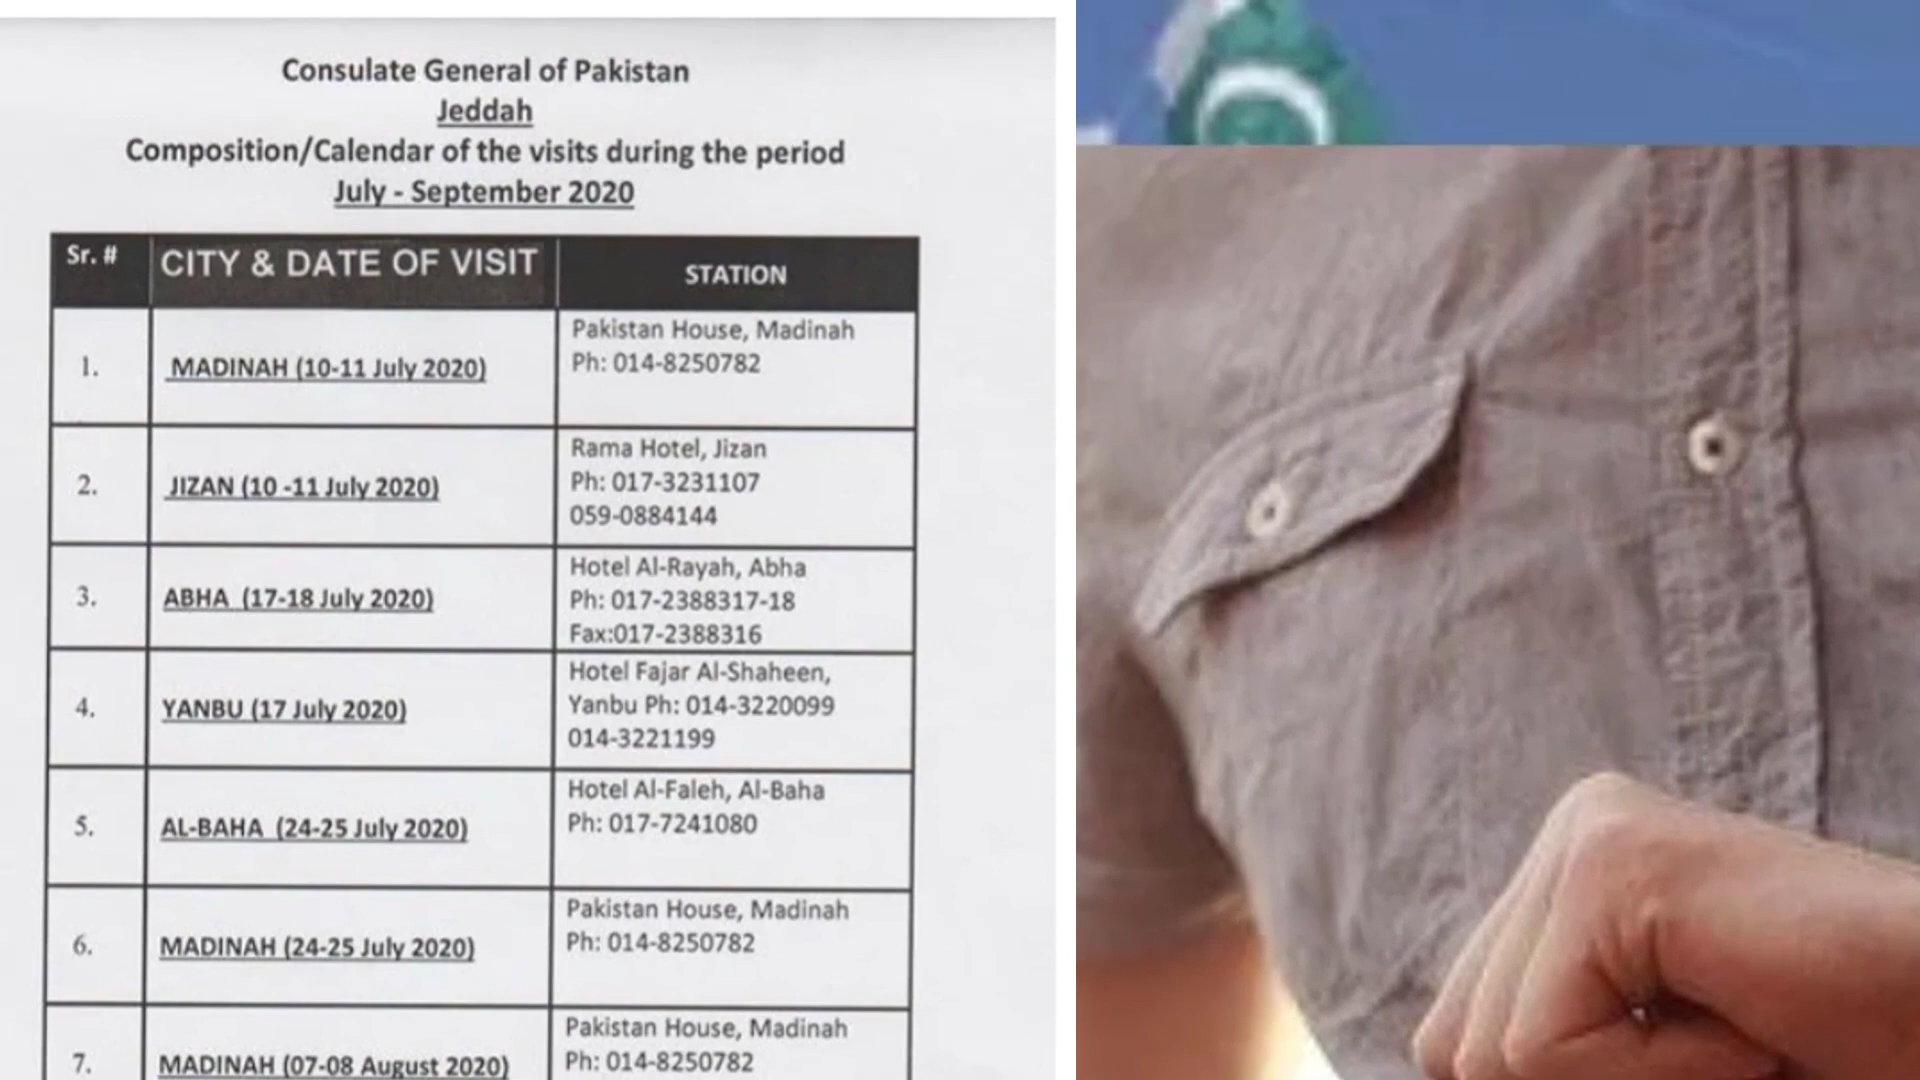 Consulate General of Pakistan
Jeddah
Composition/Calendar of the visits during the period
July - September 2020
Sr. # CITY & DATE OF VISIT STATION
1. MADINAH (10-11 July 2020) Pakistan House, Madinah
Ph: 014-8250782
2. JIZAN (10 -11 July 2020) Rama Hotel, Jizan
Ph: 017-3231107
059-0884144
3. ABHA (17-18 July 2020) Hotel Al-Rayah, Abha
Ph: 017-2388317-18
Fax:017-2388316
4. YANBU (17 July 2020) Hotel Fajar Al-Shaheen,
Yanbu Ph: 014-3220099
014-3221199
5. AL-BAHA (24-25 July 2020) Hotel Al-Faleh, Al-Baha
Ph: 017-7241080
6. MADINAH (24-25 July 2020) Pakistan House, Madinah
Ph: 014-8250782
7. MADINAH (07-08 August 2020) Pakistan House, Madinah
Ph: 014-8250782